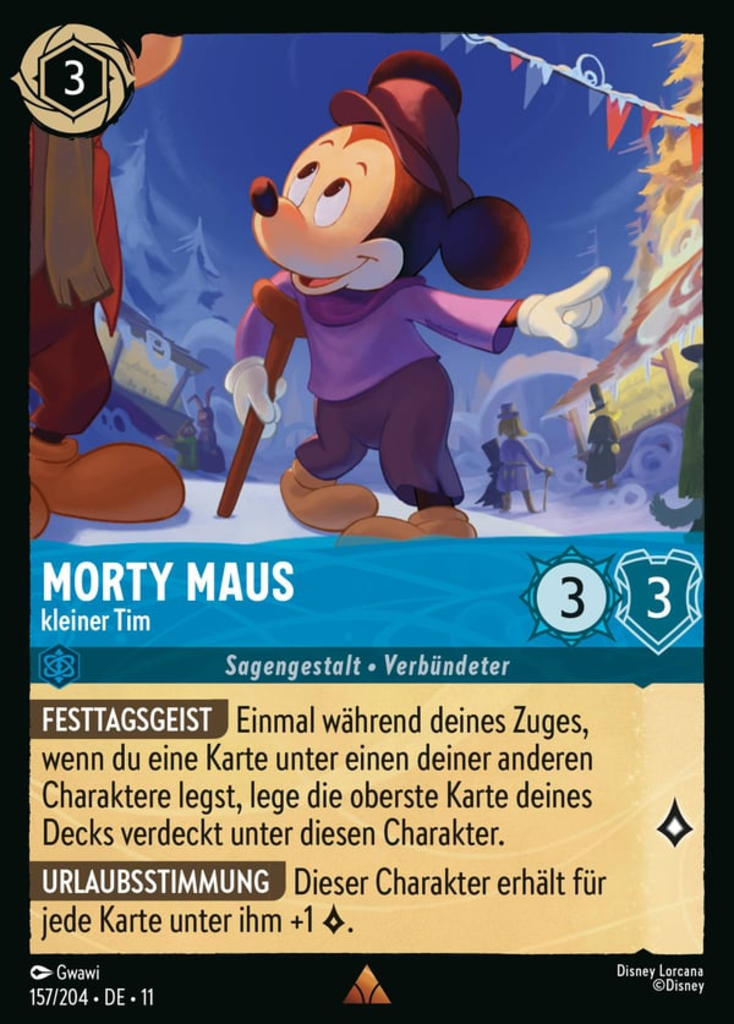 3
MORTY MAUS
kleiner Tim
3 3
Sagengestalt • Verbündeter
FESTTAGSGEIST Einmal während deines Zuges,
wenn du eine Karte unter einen deiner anderen
Charaktere legst, lege die oberste Karte deines
Decks verdeckt unter diesen Charakter.
URLAUBSSTIMMUNG Dieser Charakter erhält für
jede Karte unter ihm +1 .
Gwawi
157/204 • DE • 11
Disney Lorcana
©Disney